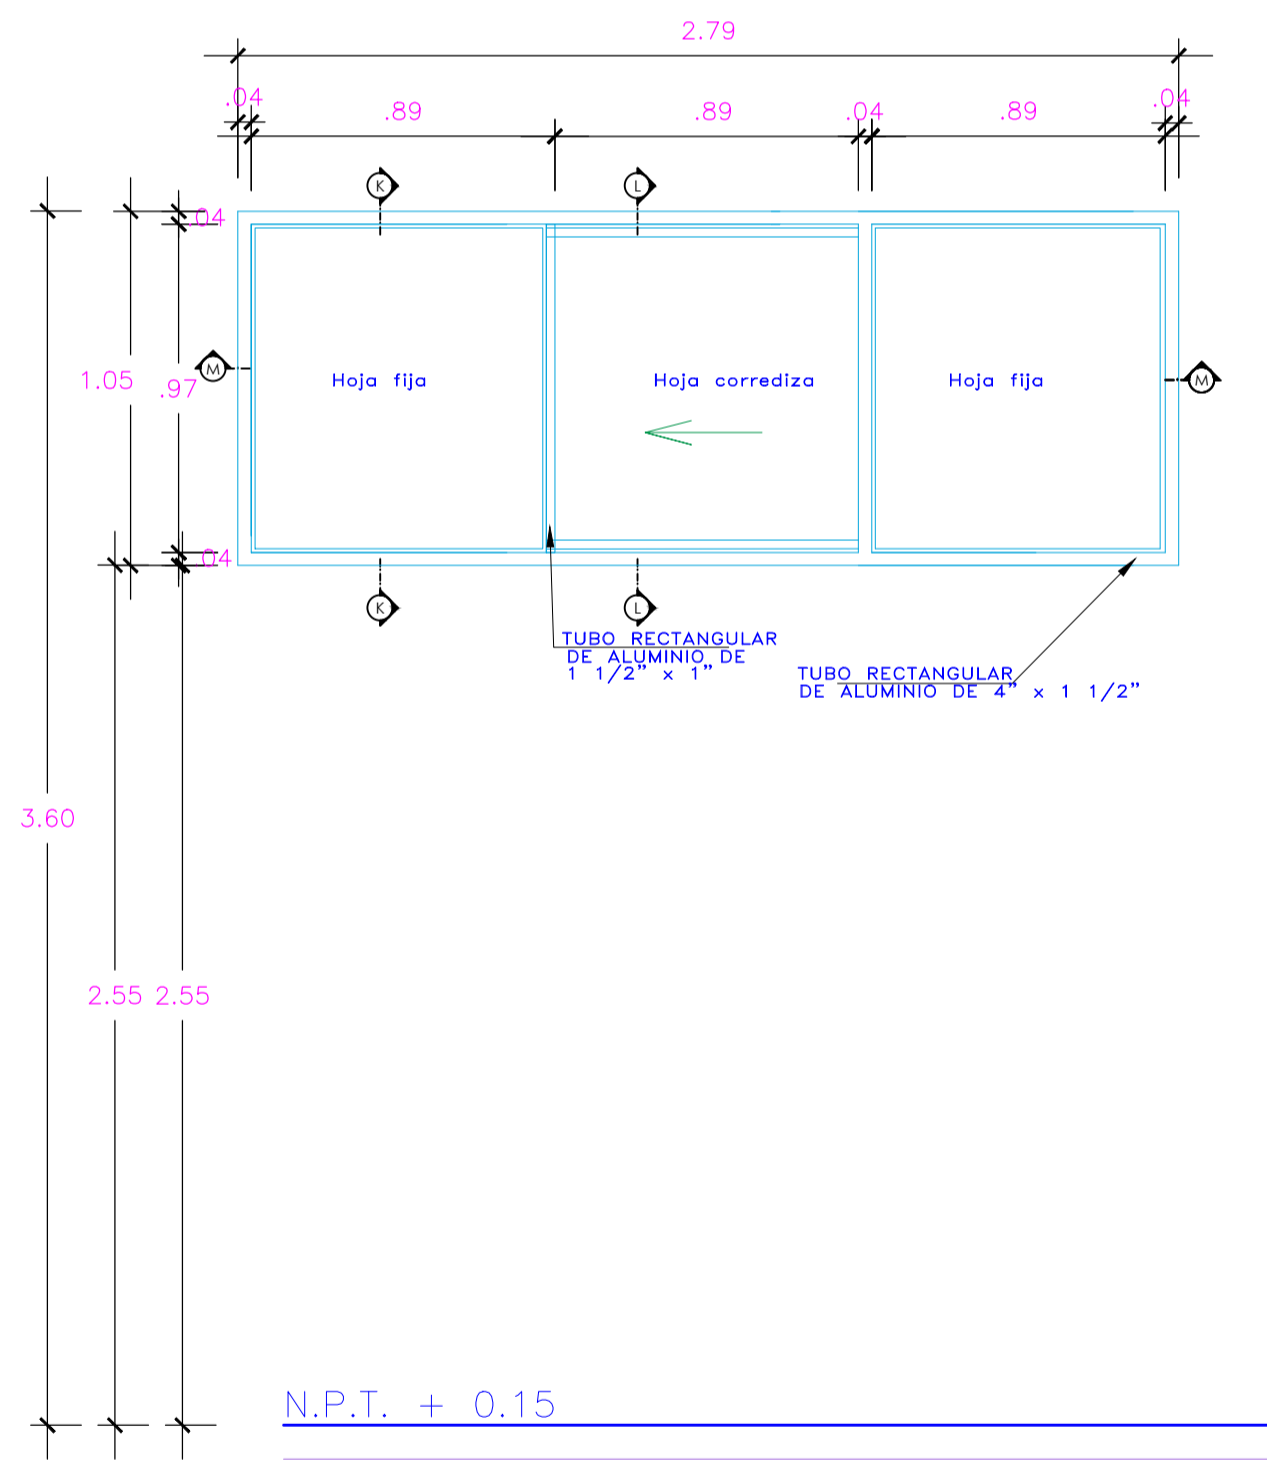 2.79
.04
.89
.89
.04
.89
.04
K
L
.04
1.05
.97
M
Hoja fija
Hoja corrediza
Hoja fija
M
.04
K
L
TUBO RECTANGULAR
DE ALUMINIO DE
1 1/2" x 1"
TUBO RECTANGULAR
DE ALUMINIO DE 4" x 1 1/2"
3.60
2.55
2.55
N.P.T. + 0.15